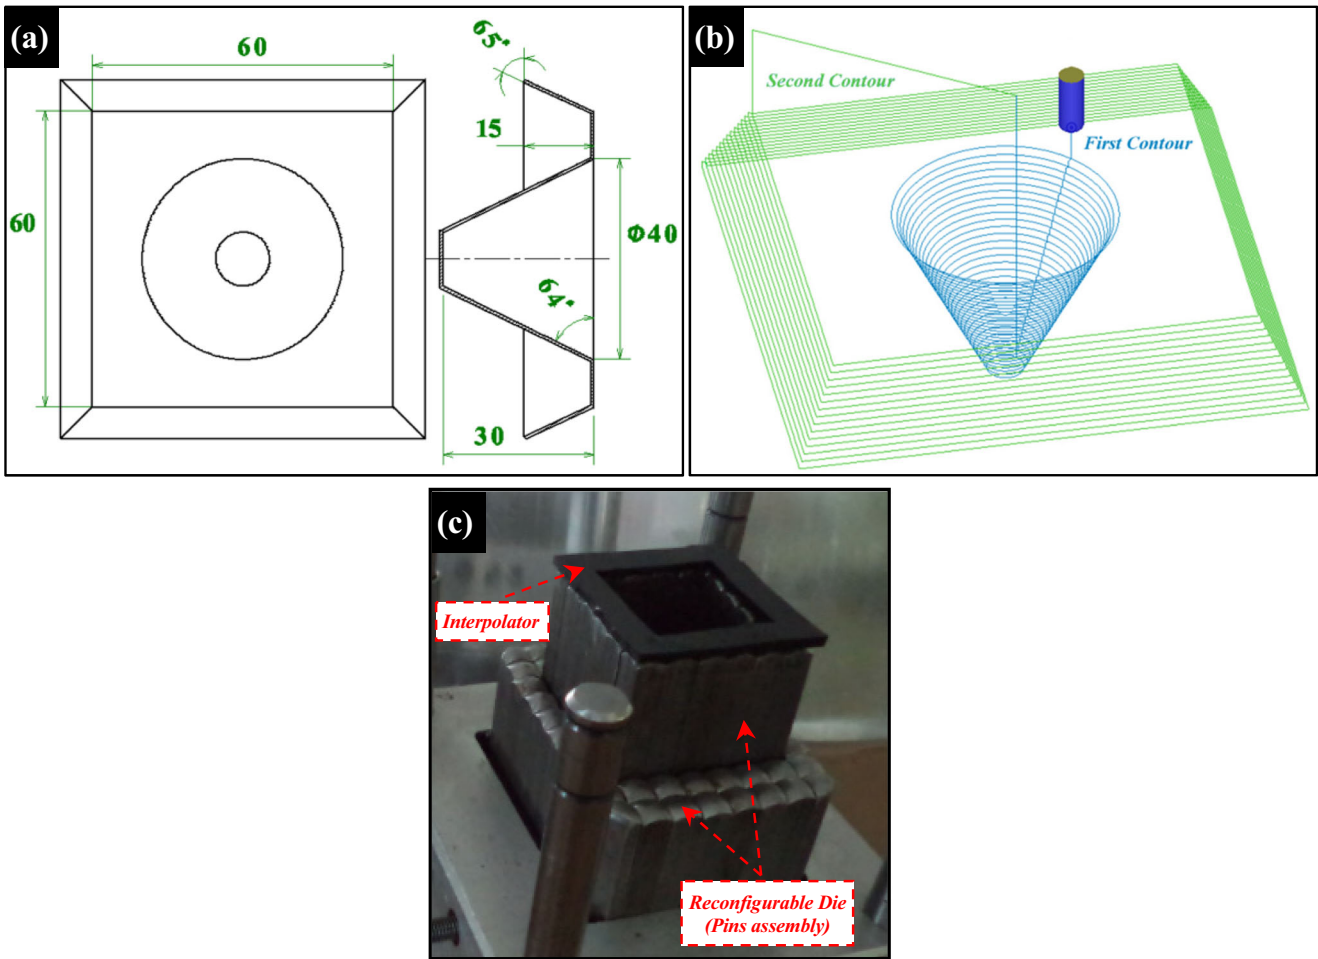 (a)
60
65°
15
60
Φ40
64°
30
(b)
Second Contour
First Contour
(c)
Interpolator
Reconfigurable Die
(Pins assembly)